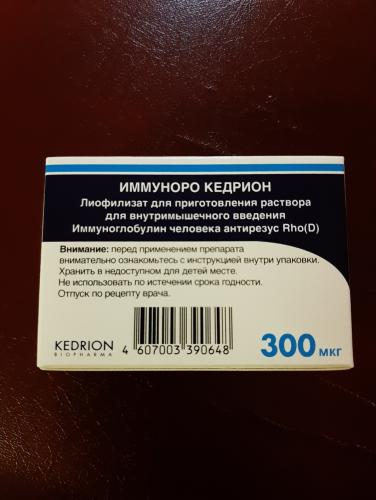 ИММУНОРО КЕДРИОН
Лиофилизат для приготовления раствора
для внутримышечного введения
Иммуноглобулин человека антирезус Rho(D)
Внимание: перед применением препарата
внимательно ознакомьтесь с инструкцией внутри упаковки.
Хранить в недоступном для детей месте.
Не использовать по истечении срока годности.
Отпуск по рецепту врача.
KEDRION
BIOPHARMA
4 607003 390648
300 мкг